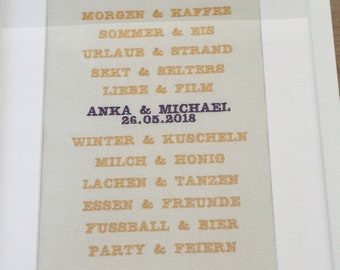 MORGEN & KAFFEE
SOMMER & EIS
URLAUB & STRAND
SEKT & SELTERS
LIEBE & FILM
ANKA & MICHAEL
26.05.2018
WINTER & KUSCHELN
MILCH & HONIG
LACHEN & TANZEN
ESSEN & FREUNDE
FUSSBALL & BIER
PARTY & FEIERN